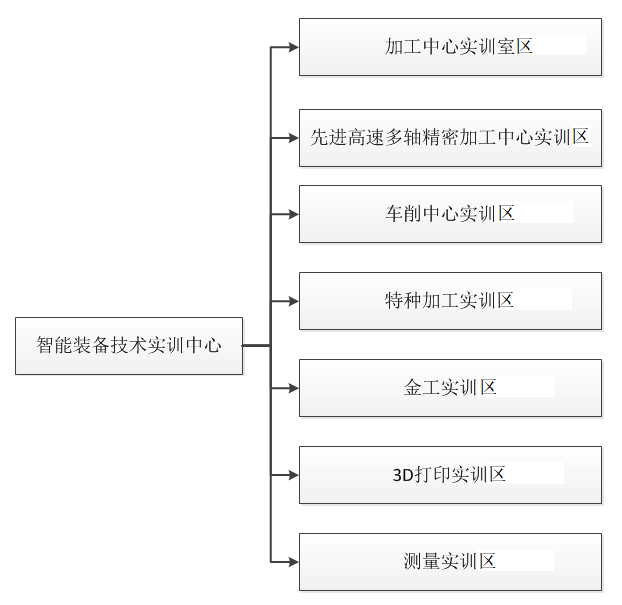 加工中心实训室区
先进高速多轴精密加工中心实训区
车削中心实训区
特种加工实训区
智能装备技术实训中心
金工实训区
3D打印实训区
测量实训区